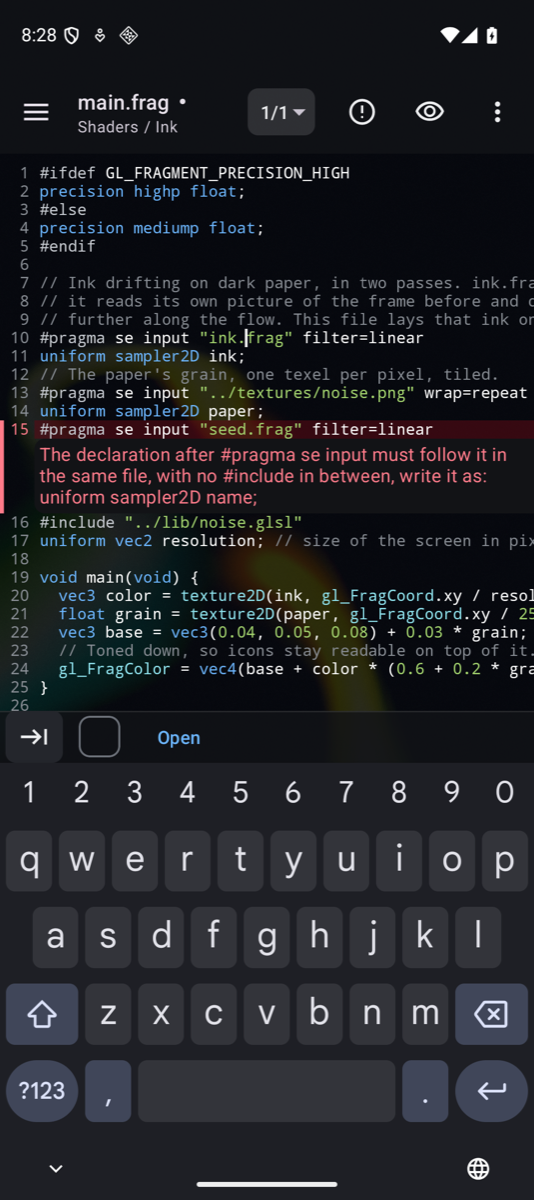 8:28
main.frag •
Shaders / Ink
1/1
1 #ifdef GL_FRAGMENT_PRECISION_HIGH
2 precision highp float;
3 #else
4 precision mediump float;
5 #endif
6
7 // Ink drifting on dark paper, in two passes. ink.fra
8 // it reads its own picture of the frame before and
9 // further along the flow. This file lays that ink on
10 #pragma se input "ink.frag" filter=linear
11 uniform sampler2D ink;
12 // The paper's grain, one texel per pixel, tiled.
13 #pragma se input "../textures/noise.png" wrap=repeat
14 uniform sampler2D paper;
15 #pragma se input "seed.frag" filter=linear
The declaration after #pragma se input must follow it in
the same file, with no #include in between, write it as:
uniform sampler2D name;
16 #include "../lib/noise.glsl"
17 uniform vec2 resolution; // size of the screen in pix
18
19 void main(void) {
20 vec3 color = texture2D(ink, gl_FragCoord.xy / resol
21 float grain = texture2D(paper, gl_FragCoord.xy / 25
22 vec3 base = vec3(0.04, 0.05, 0.08) + 0.03 * grain;
23 // Toned down, so icons stay readable on top of it.
24 gl_FragColor = vec4(base + color * (0.6 + 0.2 * gra
25 }
26
Open
1 2 3 4 5 6 7 8 9 0
q w e r t y u i o p
a s d f g h j k l
z x c v b n m
?123 , .